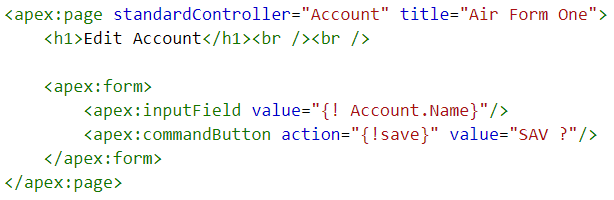 <apex:page standardController="Account" title="Air Form One">
    <h1>Edit Account</h1><br /><br />

    <apex:form>
        <apex:inputField value="{! Account.Name}"/>
        <apex:commandButton action="{!save}" value="SAV ?"/>
    </apex:form>
</apex:page>